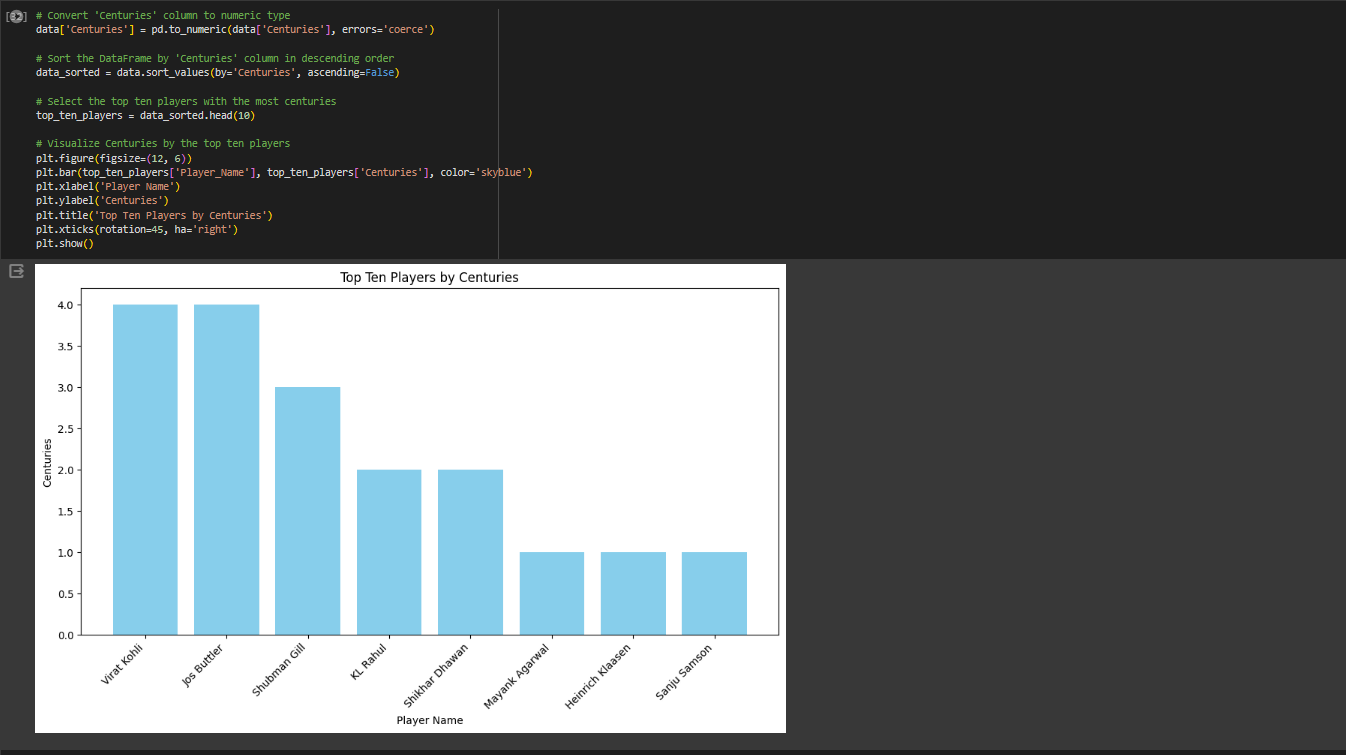 # Convert 'Centuries' column to numeric type
data['Centuries'] = pd.to_numeric(data['Centuries'], errors='coerce')
# Sort the DataFrame by 'Centuries' column in descending order
data_sorted = data.sort_values(by='Centuries', ascending=False)
# Select the top ten players with the most centuries
top_ten_players = data_sorted.head(10)
# Visualize Centuries by the top ten players
plt.figure(figsize=(12, 6))
plt.bar(top_ten_players['Player_Name'], top_ten_players['Centuries'], color='skyblue')
plt.xlabel('Player Name')
plt.ylabel('Centuries')
plt.title('Top Ten Players by Centuries')
plt.xticks(rotation=45, ha='right')
plt.show()
Top Ten Players by Centuries
Centuries
4.0
3.5
3.0
2.5
2.0
1.5
1.0
0.5
0.0
Virat Kohli
Jos Buttler
Shubman Gill
KL Rahul
Shikhar Dhawan
Mayank Agarwal
Heinrich Klaasen
Sanju Samson
Player Name